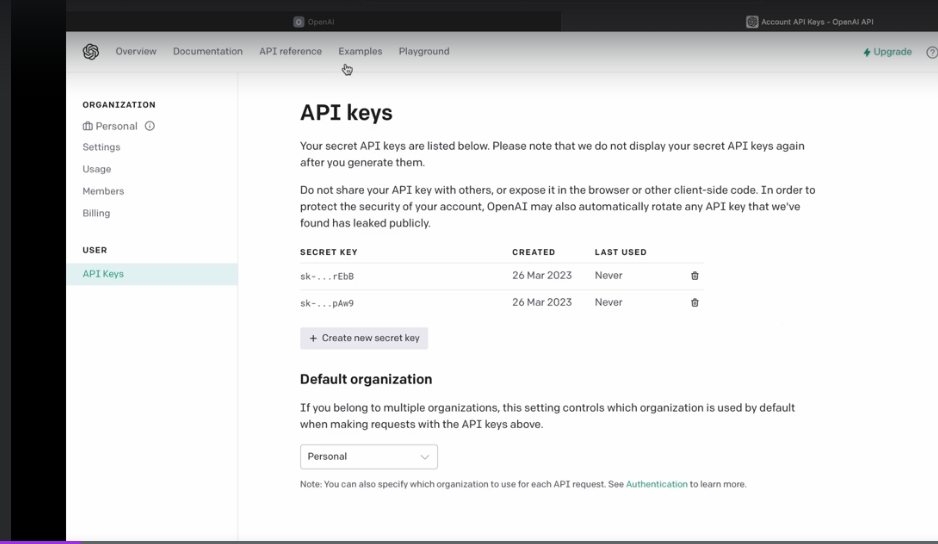 OpenAI
Account API Keys – OpenAI API
Overview Documentation API reference Examples Playground Upgrade
ORGANIZATION
Personal
Settings
Usage
Members
Billing
USER
API Keys
API keys
Your secret API keys are listed below. Please note that we do not display your secret API keys again
after you generate them.
Do not share your API key with others, or expose it in the browser or other client-side code. In order to
protect the security of your account, OpenAI may also automatically rotate any API key that we've
found has leaked publicly.
SECRET KEY CREATED LAST USED
sk-...rEbB 26 Mar 2023 Never
sk-...pAw9 26 Mar 2023 Never
+ Create new secret key
Default organization
If you belong to multiple organizations, this setting controls which organization is used by default
when making requests with the API keys above.
Personal
Note: You can also specify which organization to use for each API request. See Authentication to learn more.